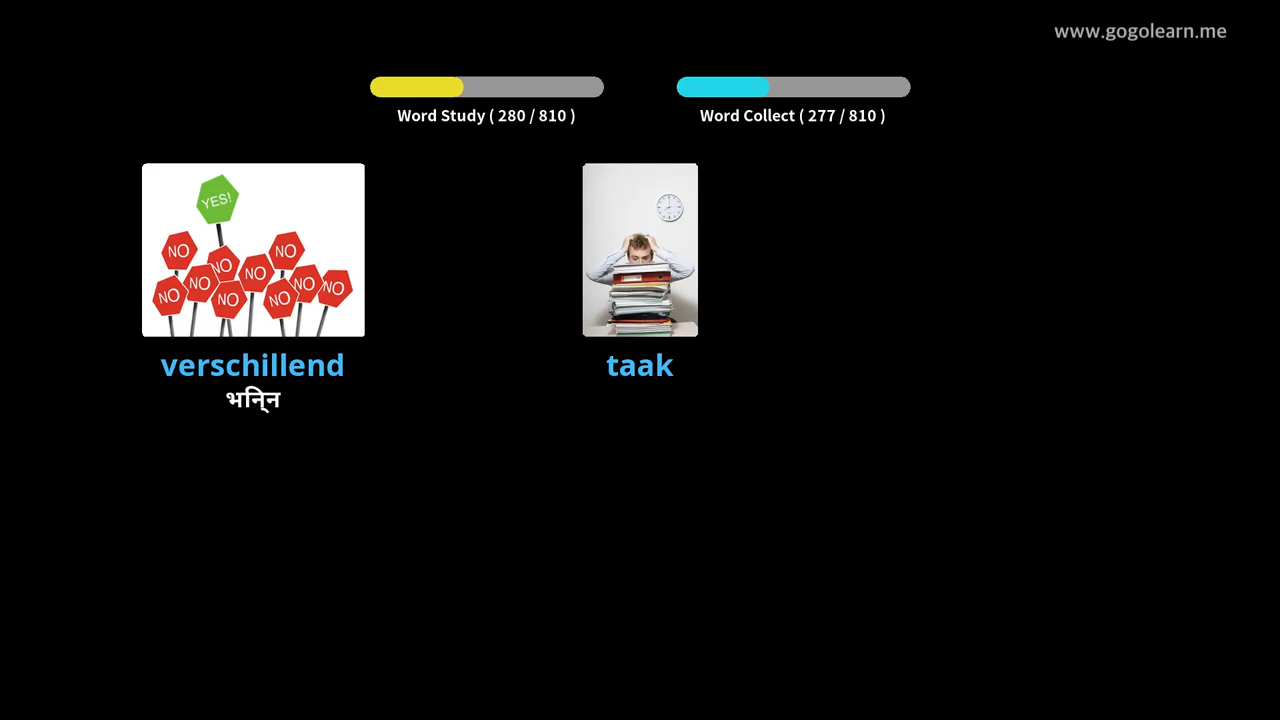 www.gogolearn.me
Word Study ( 280 / 810 )
Word Collect ( 277 / 810 )
YES!
NO
NO
NO
NO
NO
NO
NO
NO
NO
NO
verschillend
taak
भिन्न